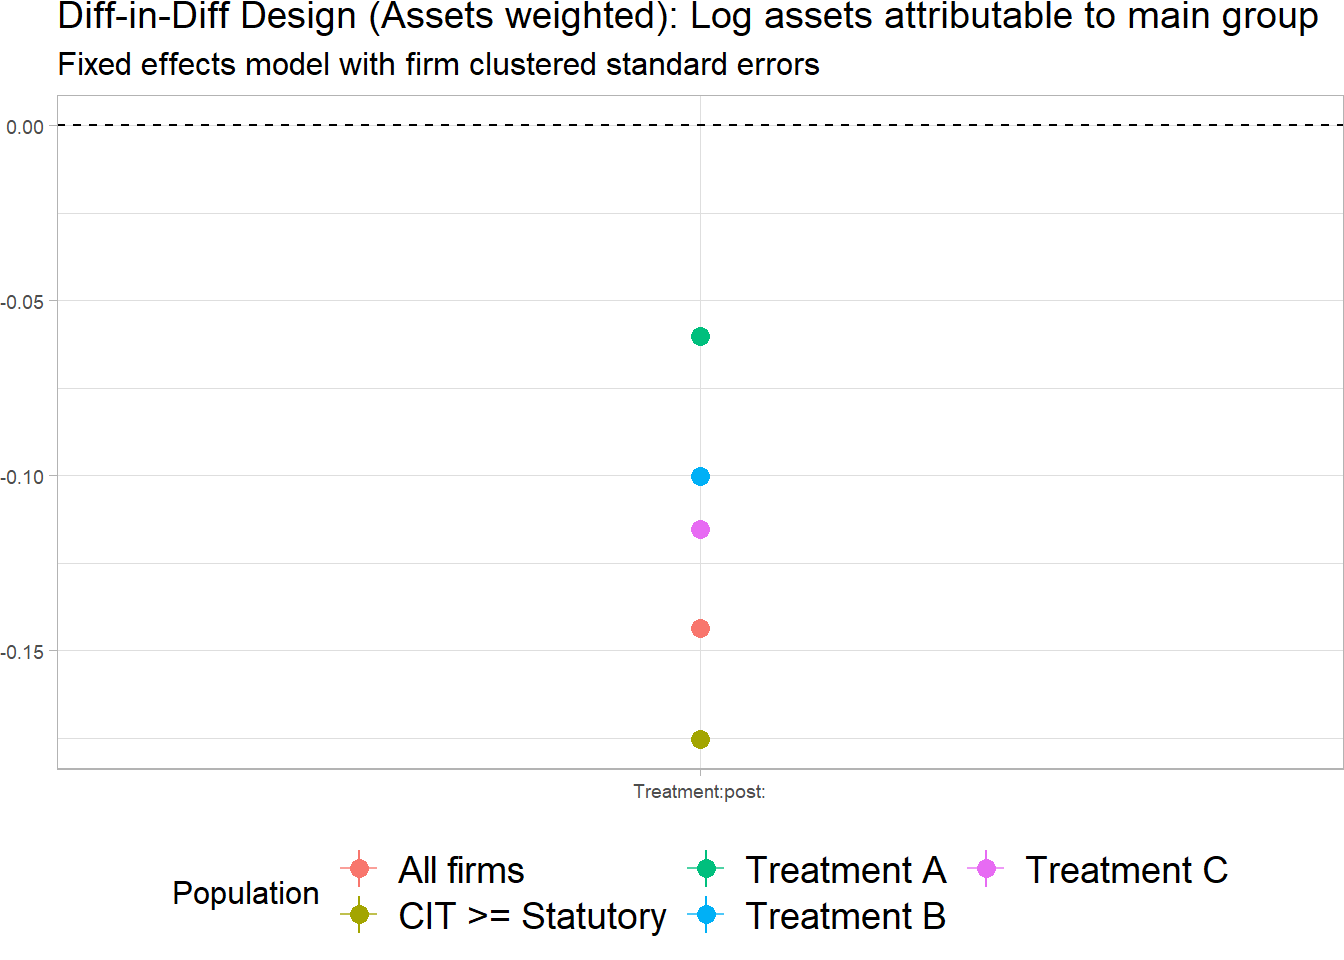 Diff-in-Diff Design (Assets weighted): Log assets attributable to main group
Fixed effects model with firm clustered standard errors
0.00
-0.05
-0.10
-0.15
Treatment:post:
Population
All firms
CIT >= Statutory
Treatment A
Treatment B
Treatment C